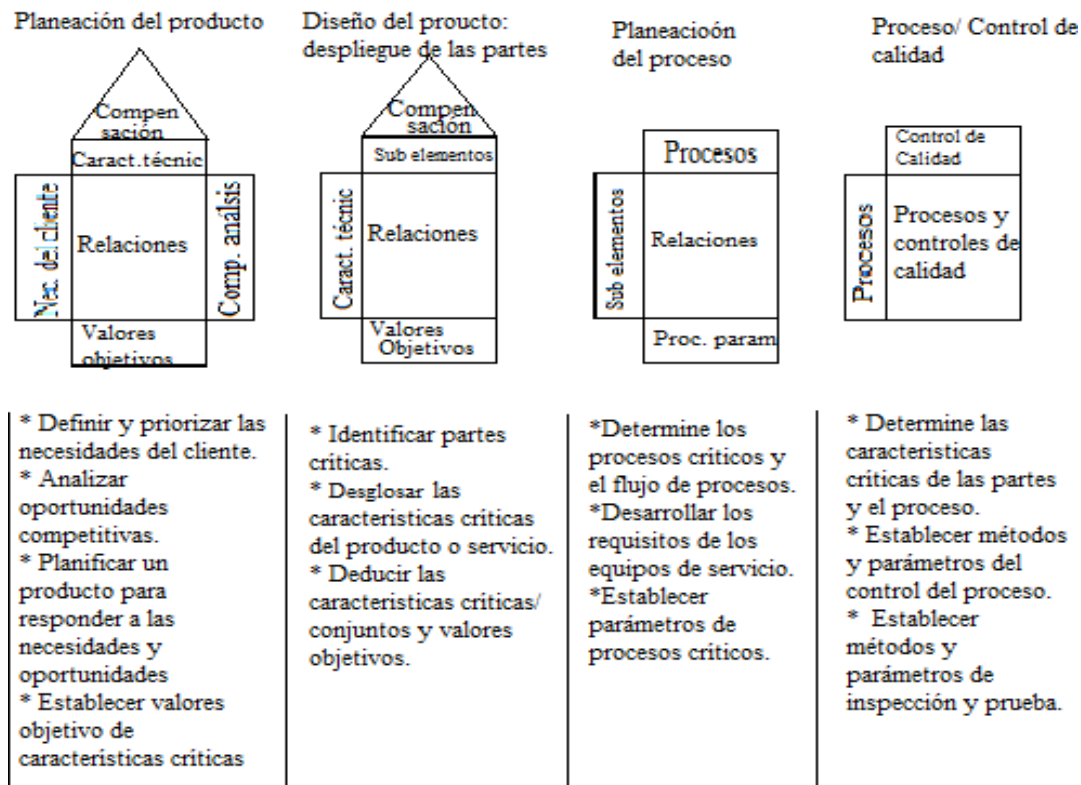 Planeación del producto
Compen
sación
Caract.técnic
Nec. del cliente
Relaciones
Comp. análsis
Valores
objetivos
* Definir y priorizar las
necesidades del cliente.
* Analizar
oportunidades
competitivas.
* Planificar un
producto para
responder a las
necesidades y
oportunidades
* Establecer valores
objetivo de
características críticas
Diseño del proucto:
despliegue de las partes
Compen
sación
Sub elementos
Caract. técnic
Relaciones
Valores
Objetivos
* Identificar partes
criticas.
* Desglosar las
caracteristicas críticas
del producto o servicio.
* Deducir las
caracteristicas criticas/
conjuntos y valores
objetivos.
Planeacioón
del proceso
Procesos
Sub elementos
Relaciones
Proc. param
*Determine los
procesos criticos y
el flujo de procesos.
*Desarrollar los
requisitos de los
equipos de servicio.
*Establecer
parámetros de
procesos criticos.
Proceso/ Control de
calidad
Control de
Calidad
Procesos
Procesos y
controles de
calidad
* Determine las
caracteristicas
críticas de las partes
y el proceso.
* Establecer métodos
y parámetros del
control del proceso.
* Establecer
métodos y
parámetros de
inspección y prueba.